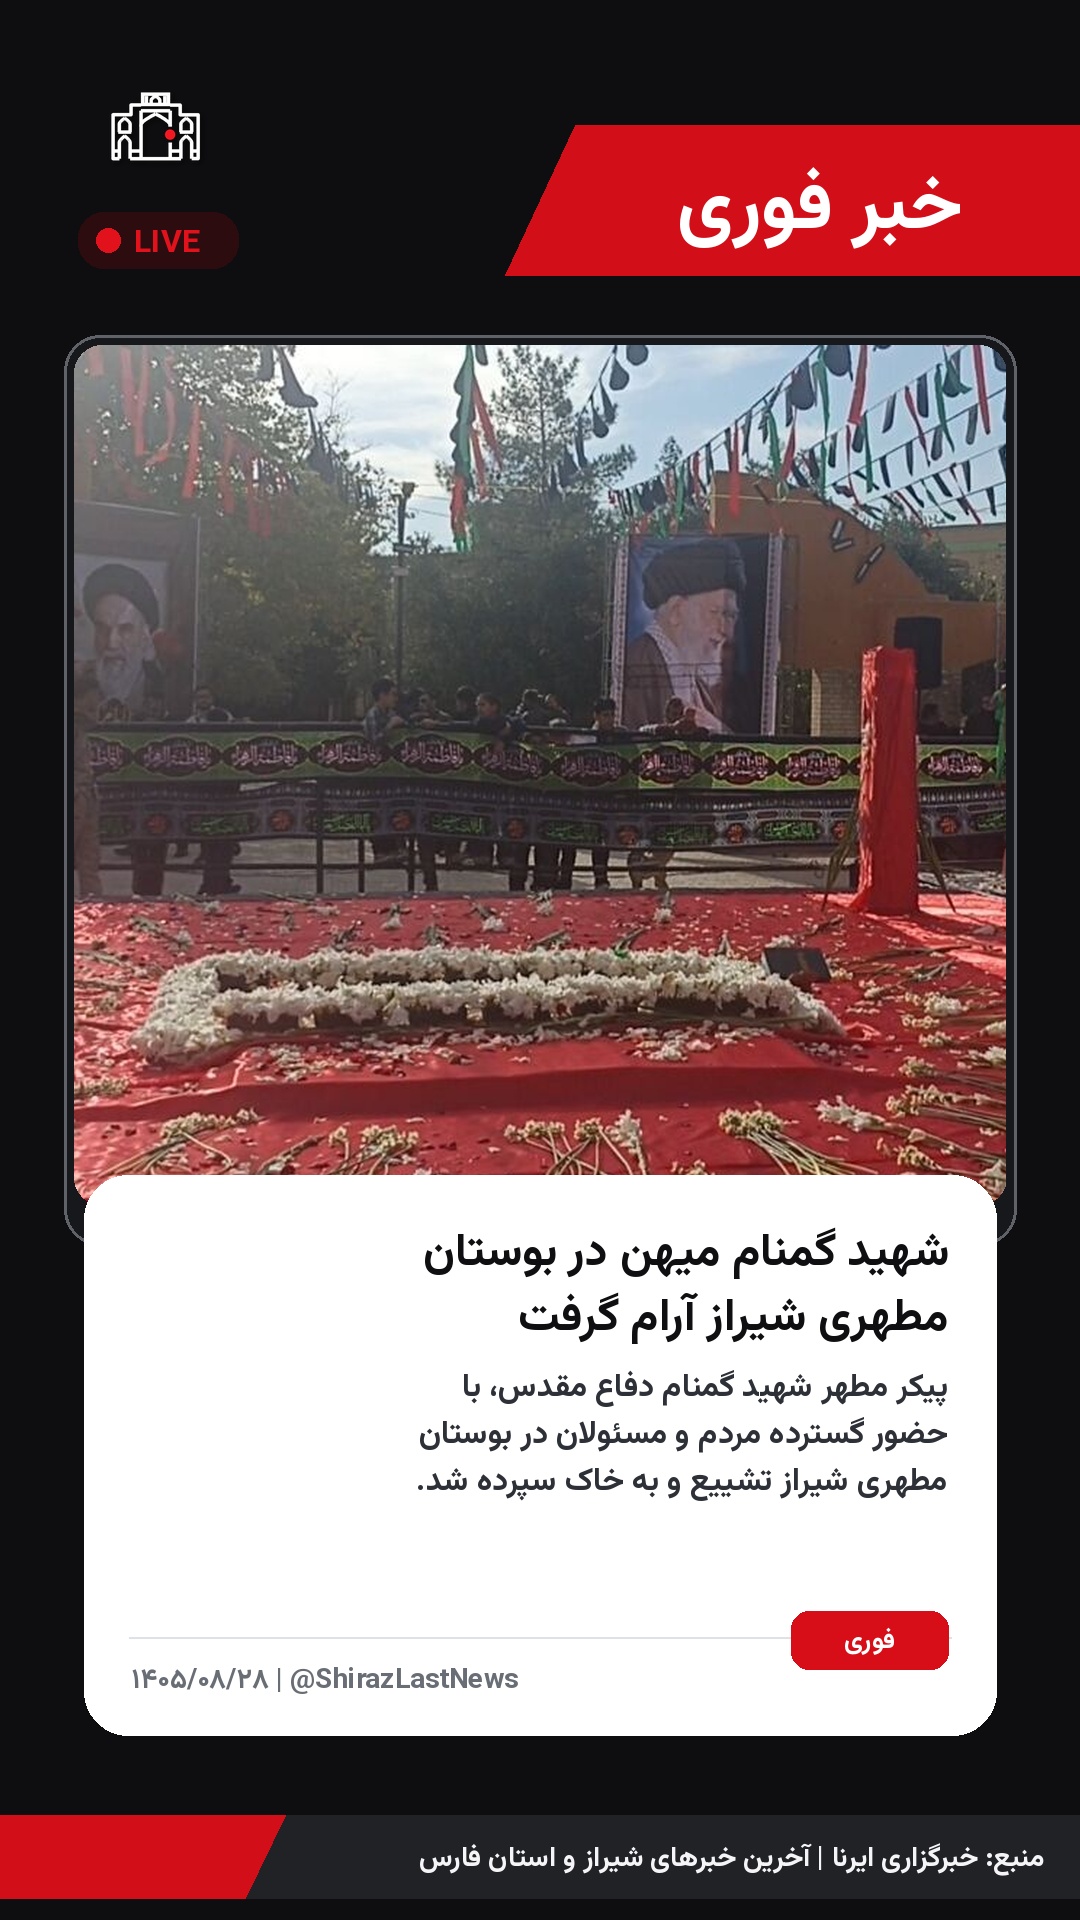 خبر فوری
LIVE
شهید گمنام میهن در بوستان
مطهری شیراز آرام گرفت
پیکر مطهر شهید گمنام دفاع مقدس، با
حضور گسترده مردم و مسئولان در بوستان
مطهری شیراز تشییع و به خاک سپرده شد.
فوری
۱۴۰۵/۰۸/۲۸ | @ShirazLastNews
منبع: خبرگزاری ایرنا | آخرین خبرهای شیراز و استان فارس